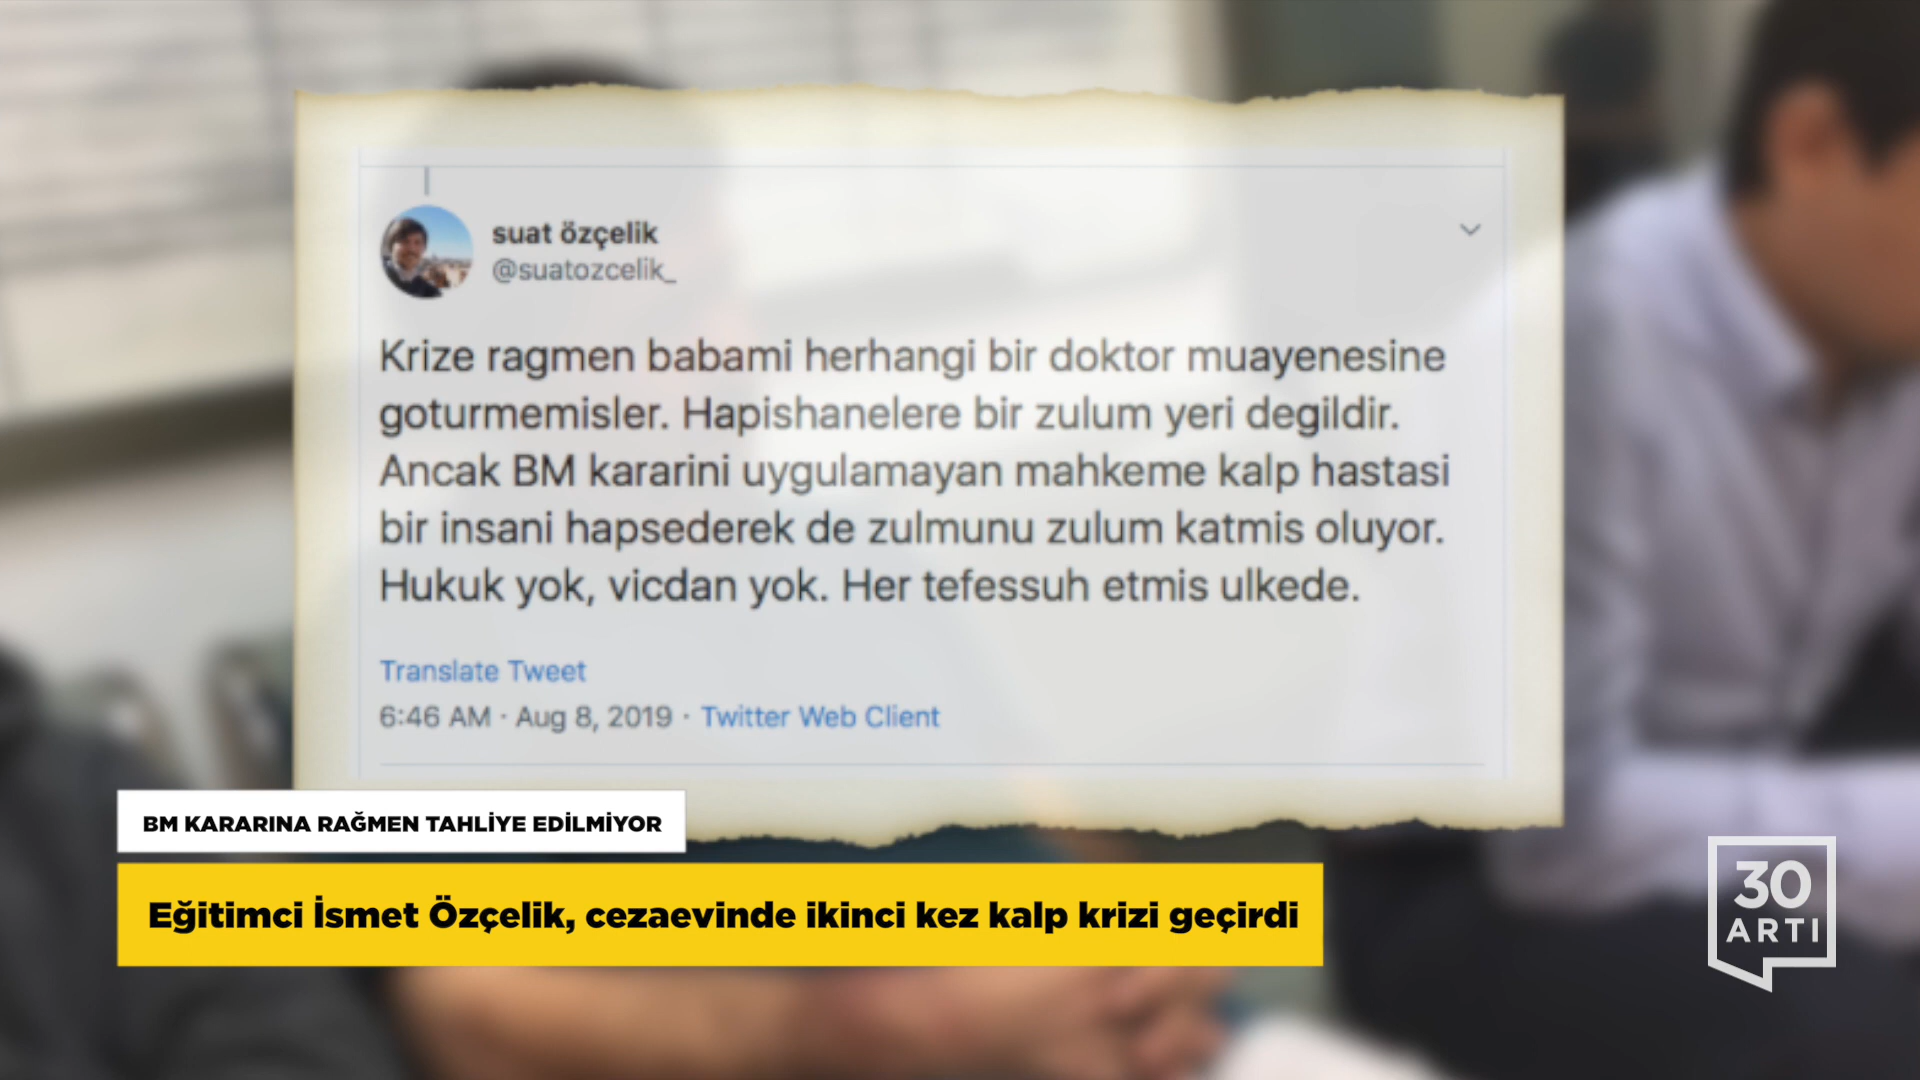 suat özçelik
@suatozcelik_
Krize ragmen babami herhangi bir doktor muayenesine
goturmemisler. Hapishanelere bir zulum yeri degildir.
Ancak BM kararini uygulamayan mahkeme kalp hastasi
bir insani hapsederek de zulmunu zulum katmis oluyor.
Hukuk yok, vicdan yok. Her tefessuh etmis ulkede.
Translate Tweet
6:46 AM · Aug 8, 2019 · Twitter Web Client
BM KARARINA RAĞMEN TAHLİYE EDİLMİYOR
Eğitimci İsmet Özçelik, cezaevinde ikinci kez kalp krizi geçirdi
30
ARTI